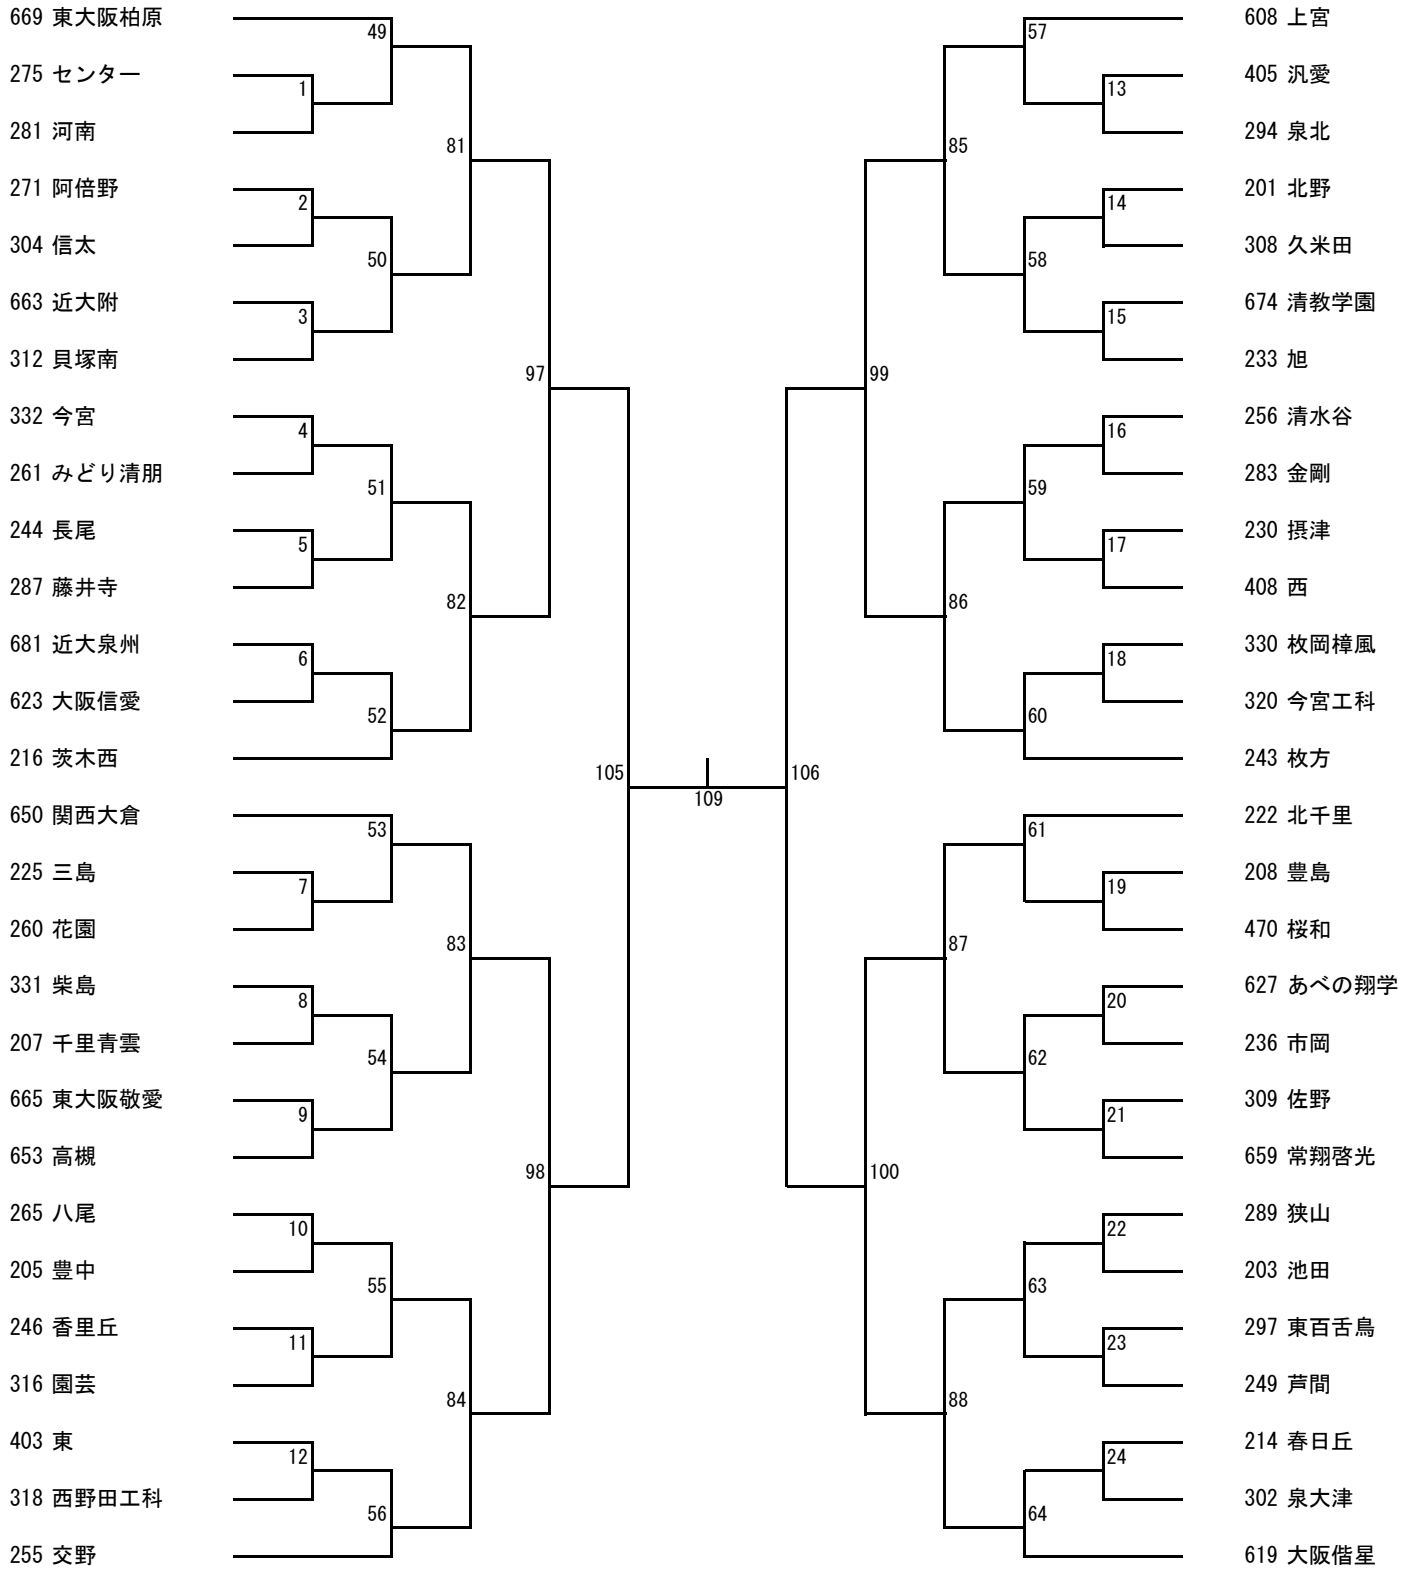 669 東大阪柏原
275 センター
281 河南
271 阿倍野
304 信太
663 近大附
312 貝塚南
332 今宮
261 みどり清朋
244 長尾
287 藤井寺
681 近大泉州
623 大阪信愛
216 茨木西
650 関西大倉
225 三島
260 花園
331 柴島
207 千里青雲
665 東大阪敬愛
653 高槻
265 八尾
205 豊中
246 香里丘
316 園芸
403 東
318 西野田工科
255 交野
49
1
2
50
3
4
51
5
6
52
53
7
8
54
9
10
55
11
12
56
81
82
83
84
97
98
105
109
106
99
100
85
86
87
88
57
13
14
58
15
16
59
17
18
60
61
19
20
62
21
22
63
23
24
64
608 上宮
405 汎愛
294 泉北
201 北野
308 久米田
674 清教学園
233 旭
256 清水谷
283 金剛
230 摂津
408 西
330 枚岡樟風
320 今宮工科
243 枚方
222 北千里
208 豊島
470 桜和
627 あべの翔学
236 市岡
309 佐野
659 常翔啓光
289 狭山
203 池田
297 東百舌鳥
249 芦間
214 春日丘
302 泉大津
619 大阪偕星